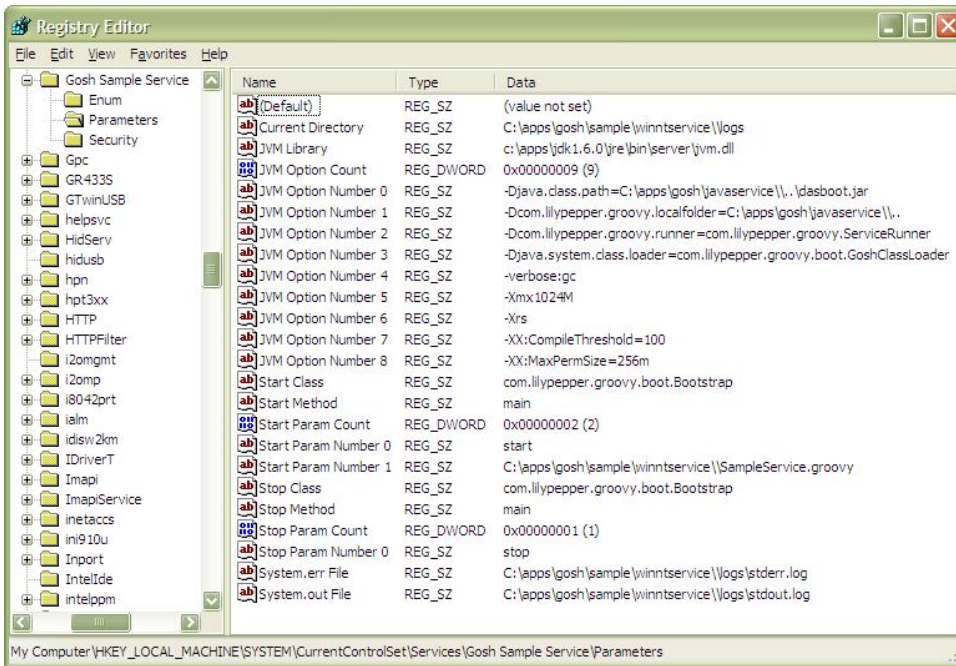 Registry Editor
File Edit View Favorites Help
Gosh Sample Service
Enum
Parameters
Security
Gpc
GR433S
GTwinUSB
helpsvc
HidServ
hidusb
hpn
hpt3xx
HTTP
HTTPFilter
i2omgmt
i2omp
i8042prt
ialm
idisw2km
IDriverT
Imapi
ImapiService
inetaccs
ini910u
Inport
IntelIde
intelppm
Name Type Data
(Default) REG_SZ (value not set)
Current Directory REG_SZ C:\apps\gosh\sample\winntservice\\logs
JVM Library REG_SZ c:\apps\jdk1.6.0\jre\bin\server\jvm.dll
JVM Option Count REG_DWORD 0x00000009 (9)
JVM Option Number 0 REG_SZ -Djava.class.path=C:\apps\gosh\javaservice\\..\dasboot.jar
JVM Option Number 1 REG_SZ -Dcom.lilypepper.groovy.localfolder=C:\apps\gosh\javaservice\\..
JVM Option Number 2 REG_SZ -Dcom.lilypepper.groovy.runner=com.lilypepper.groovy.ServiceRunner
JVM Option Number 3 REG_SZ -Djava.system.class.loader=com.lilypepper.groovy.boot.GoshClassLoader
JVM Option Number 4 REG_SZ -verbose:gc
JVM Option Number 5 REG_SZ -Xmx1024M
JVM Option Number 6 REG_SZ -Xrs
JVM Option Number 7 REG_SZ -XX:CompileThreshold=100
JVM Option Number 8 REG_SZ -XX:MaxPermSize=256m
Start Class REG_SZ com.lilypepper.groovy.boot.Bootstrap
Start Method REG_SZ main
Start Param Count REG_DWORD 0x00000002 (2)
Start Param Number 0 REG_SZ start
Start Param Number 1 REG_SZ C:\apps\gosh\sample\winntservice\\SampleService.groovy
Stop Class REG_SZ com.lilypepper.groovy.boot.Bootstrap
Stop Method REG_SZ main
Stop Param Count REG_DWORD 0x00000001 (1)
Stop Param Number 0 REG_SZ stop
System.err File REG_SZ C:\apps\gosh\sample\winntservice\\logs\stderr.log
System.out File REG_SZ C:\apps\gosh\sample\winntservice\\logs\stdout.log
My Computer\HKEY_LOCAL_MACHINE\SYSTEM\CurrentControlSet\Services\Gosh Sample Service\Parameters